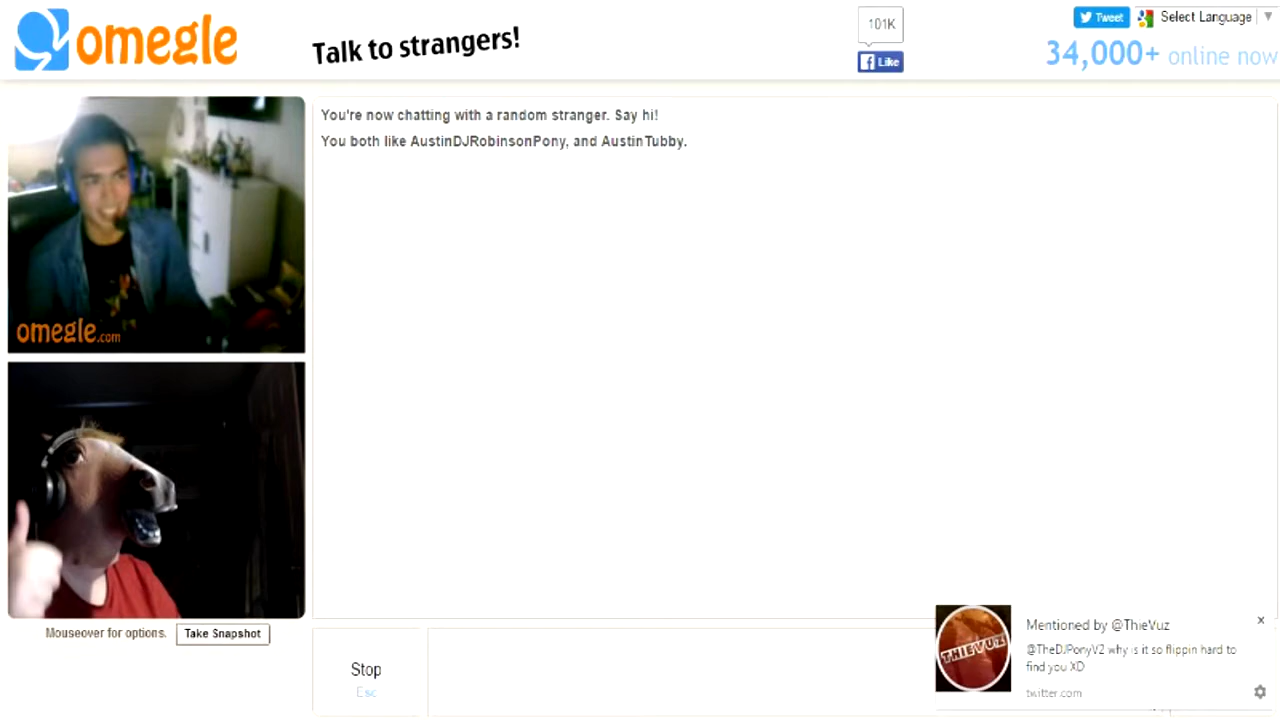 omegle
Talk to strangers!
101K
Like
Tweet
Select Language
34,000+ online now
You're now chatting with a random stranger. Say hi!
You both like AustinDJRobinsonPony, and AustinTubby.
omegle.com
Mouseover for options.
Take Snapshot
Stop
Esc
THIEVUZ
Mentioned by @ThieVuz
@TheDJPonyV2 why is it so flippin hard to
find you XD
twitter.com